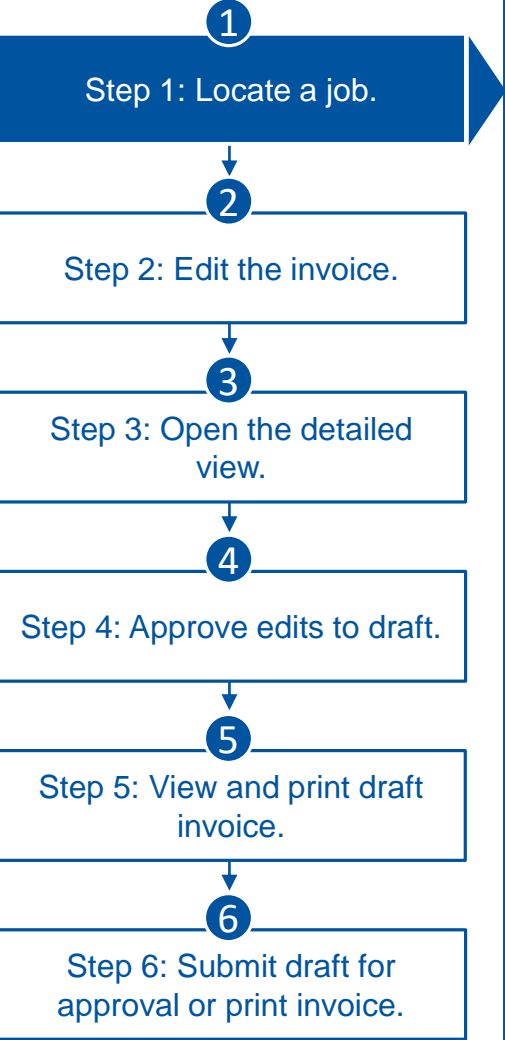 1
Step 1: Locate a job.
2
Step 2: Edit the invoice.
3
Step 3: Open the detailed
view.
4
Step 4: Approve edits to draft.
5
Step 5: View and print draft
invoice.
6
Step 6: Submit draft for
approval or print invoice.